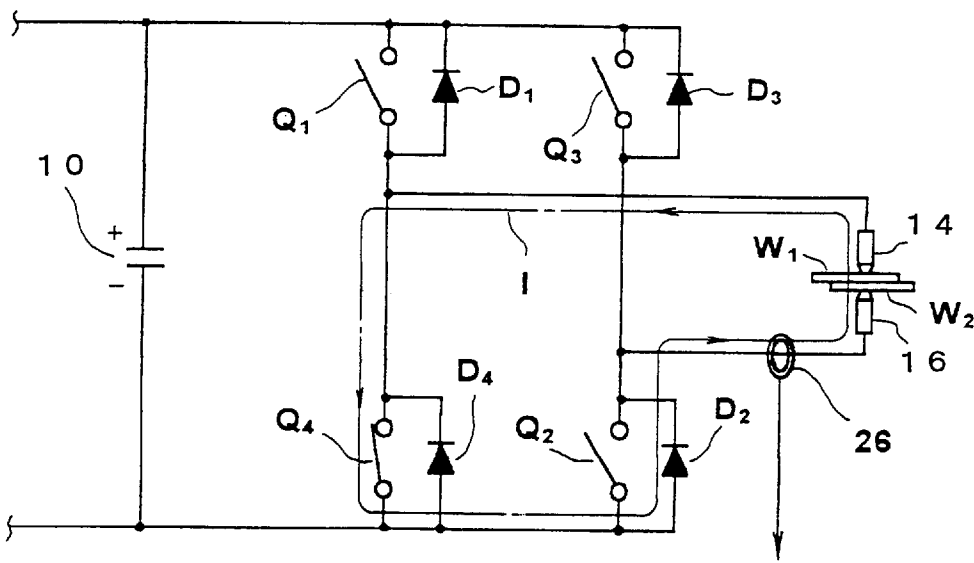 D₁
D₃
Q₁
Q₃
10
+
−
14
W₁
I
W₂
16
D₄
D₂
Q₄
Q₂
26